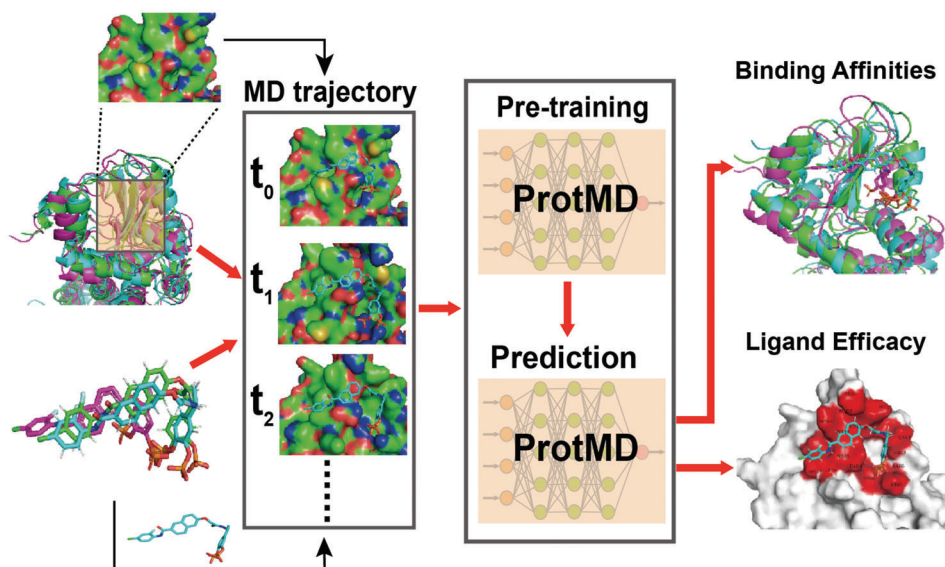 MD trajectory
t0
t1
t2
Pre-training
ProtMD
Prediction
ProtMD
Binding Affinities
Ligand Efficacy